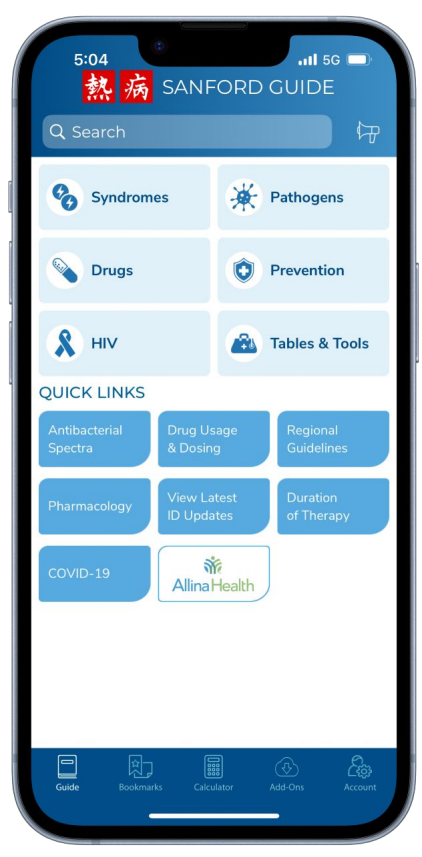 5:04
5G
熱 病 SANFORD GUIDE
Search
Syndromes
Pathogens
Drugs
Prevention
HIV
Tables & Tools
QUICK LINKS
Antibacterial
Spectra
Drug Usage
& Dosing
Regional
Guidelines
Pharmacology
View Latest
ID Updates
Duration
of Therapy
COVID-19
AllinaHealth
Guide
Bookmarks
Calculator
Add-Ons
Account